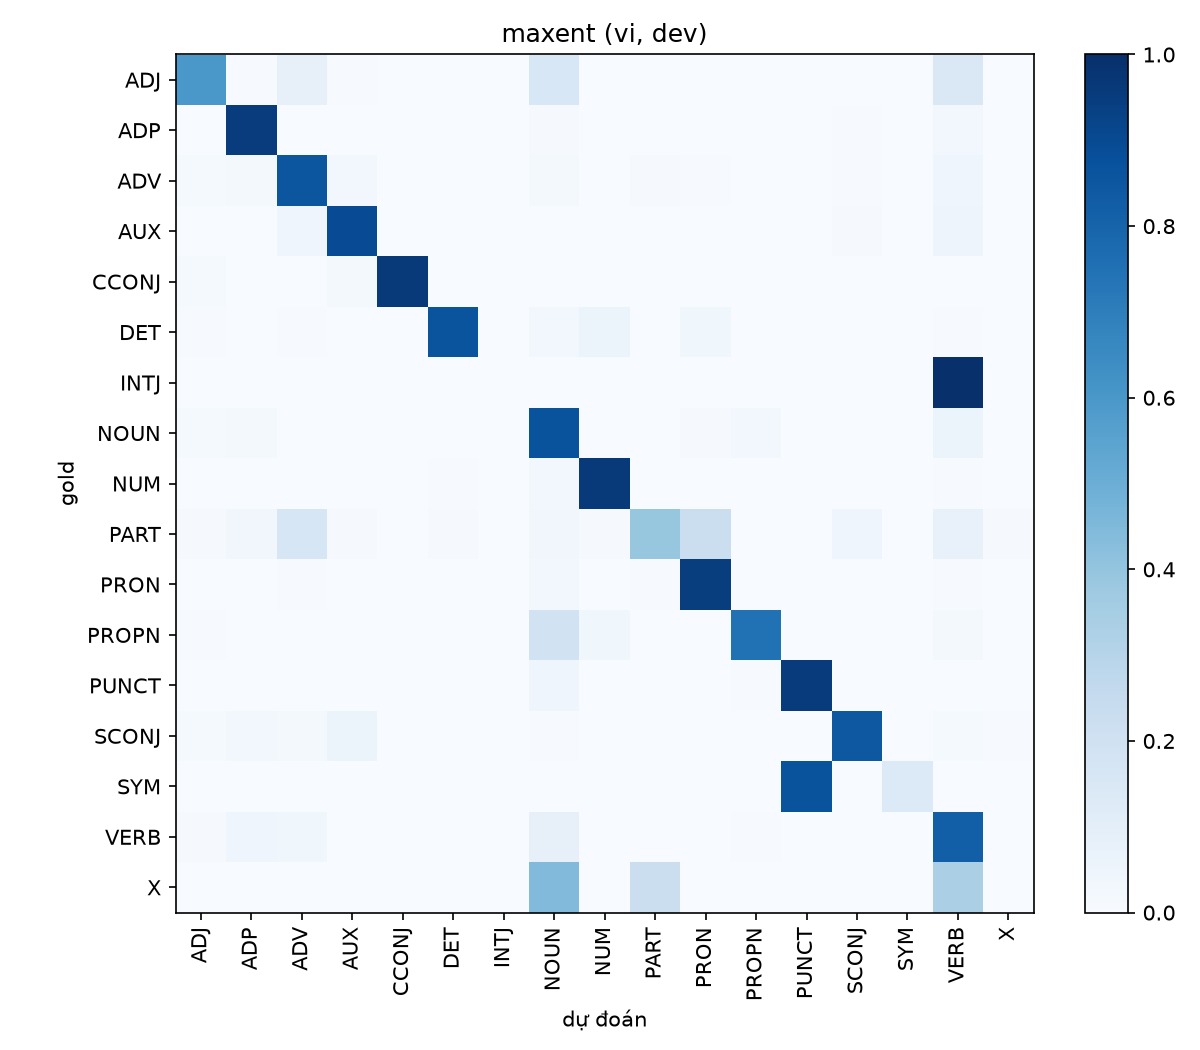 maxent (vi, dev)
ADJ
ADP
ADV
AUX
CCONJ
DET
INTJ
NOUN
NUM
PART
PRON
PROPN
PUNCT
SCONJ
SYM
VERB
X
gold
ADJ
ADP
ADV
AUX
CCONJ
DET
INTJ
NOUN
NUM
PART
PRON
PROPN
PUNCT
SCONJ
SYM
VERB
X
dự đoán
1.0
0.8
0.6
0.4
0.2
0.0